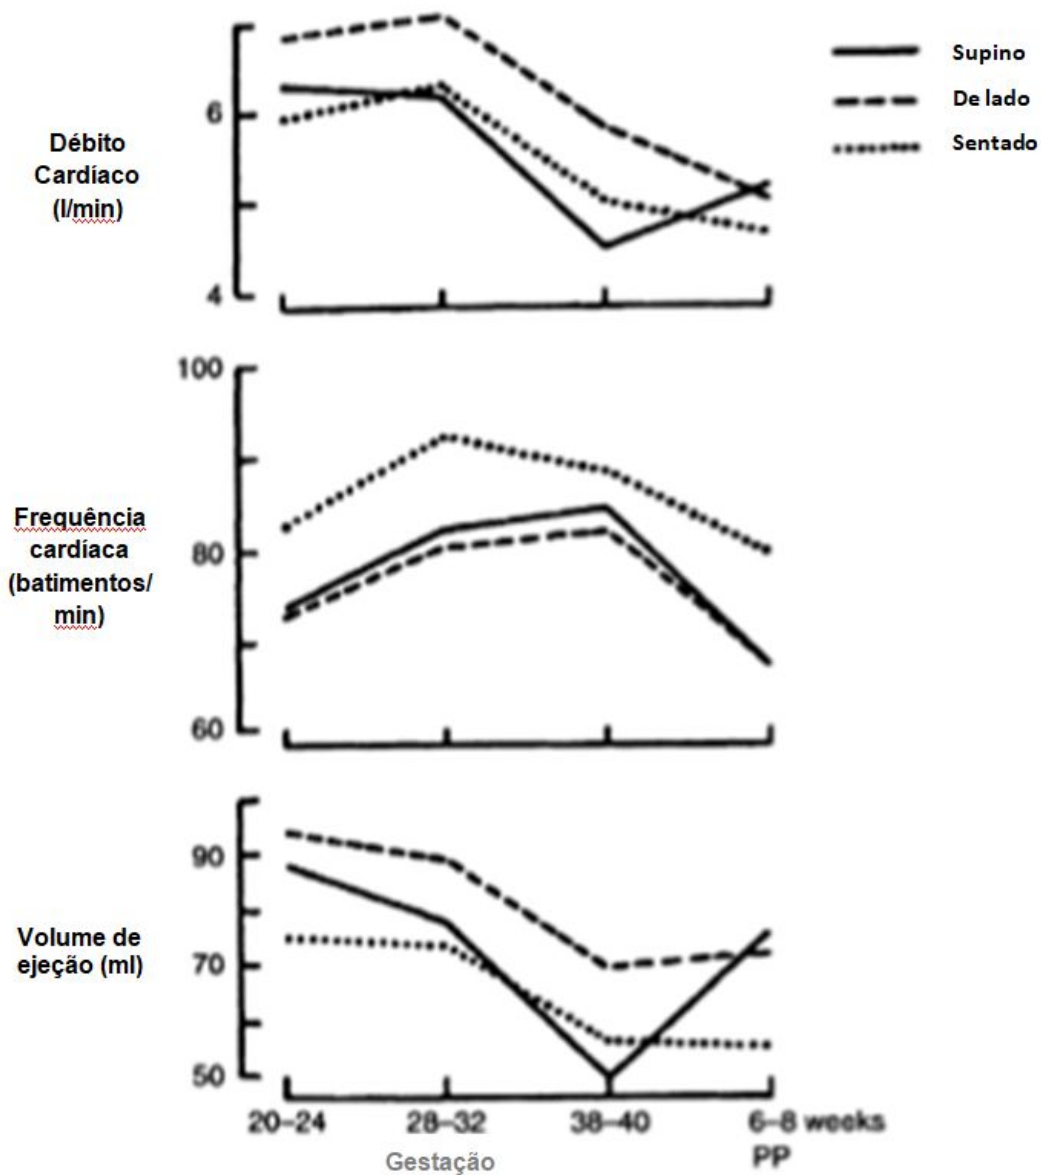 Supino
De lado
Sentado
Débito
Cardíaco
(l/min)
6
4
Frequência
cardíaca
(batimentos/
min)
100
80
60
Volume de
ejeção (ml)
90
70
50
20–24
28–32
38–40
6–8 weeks
PP
Gestação